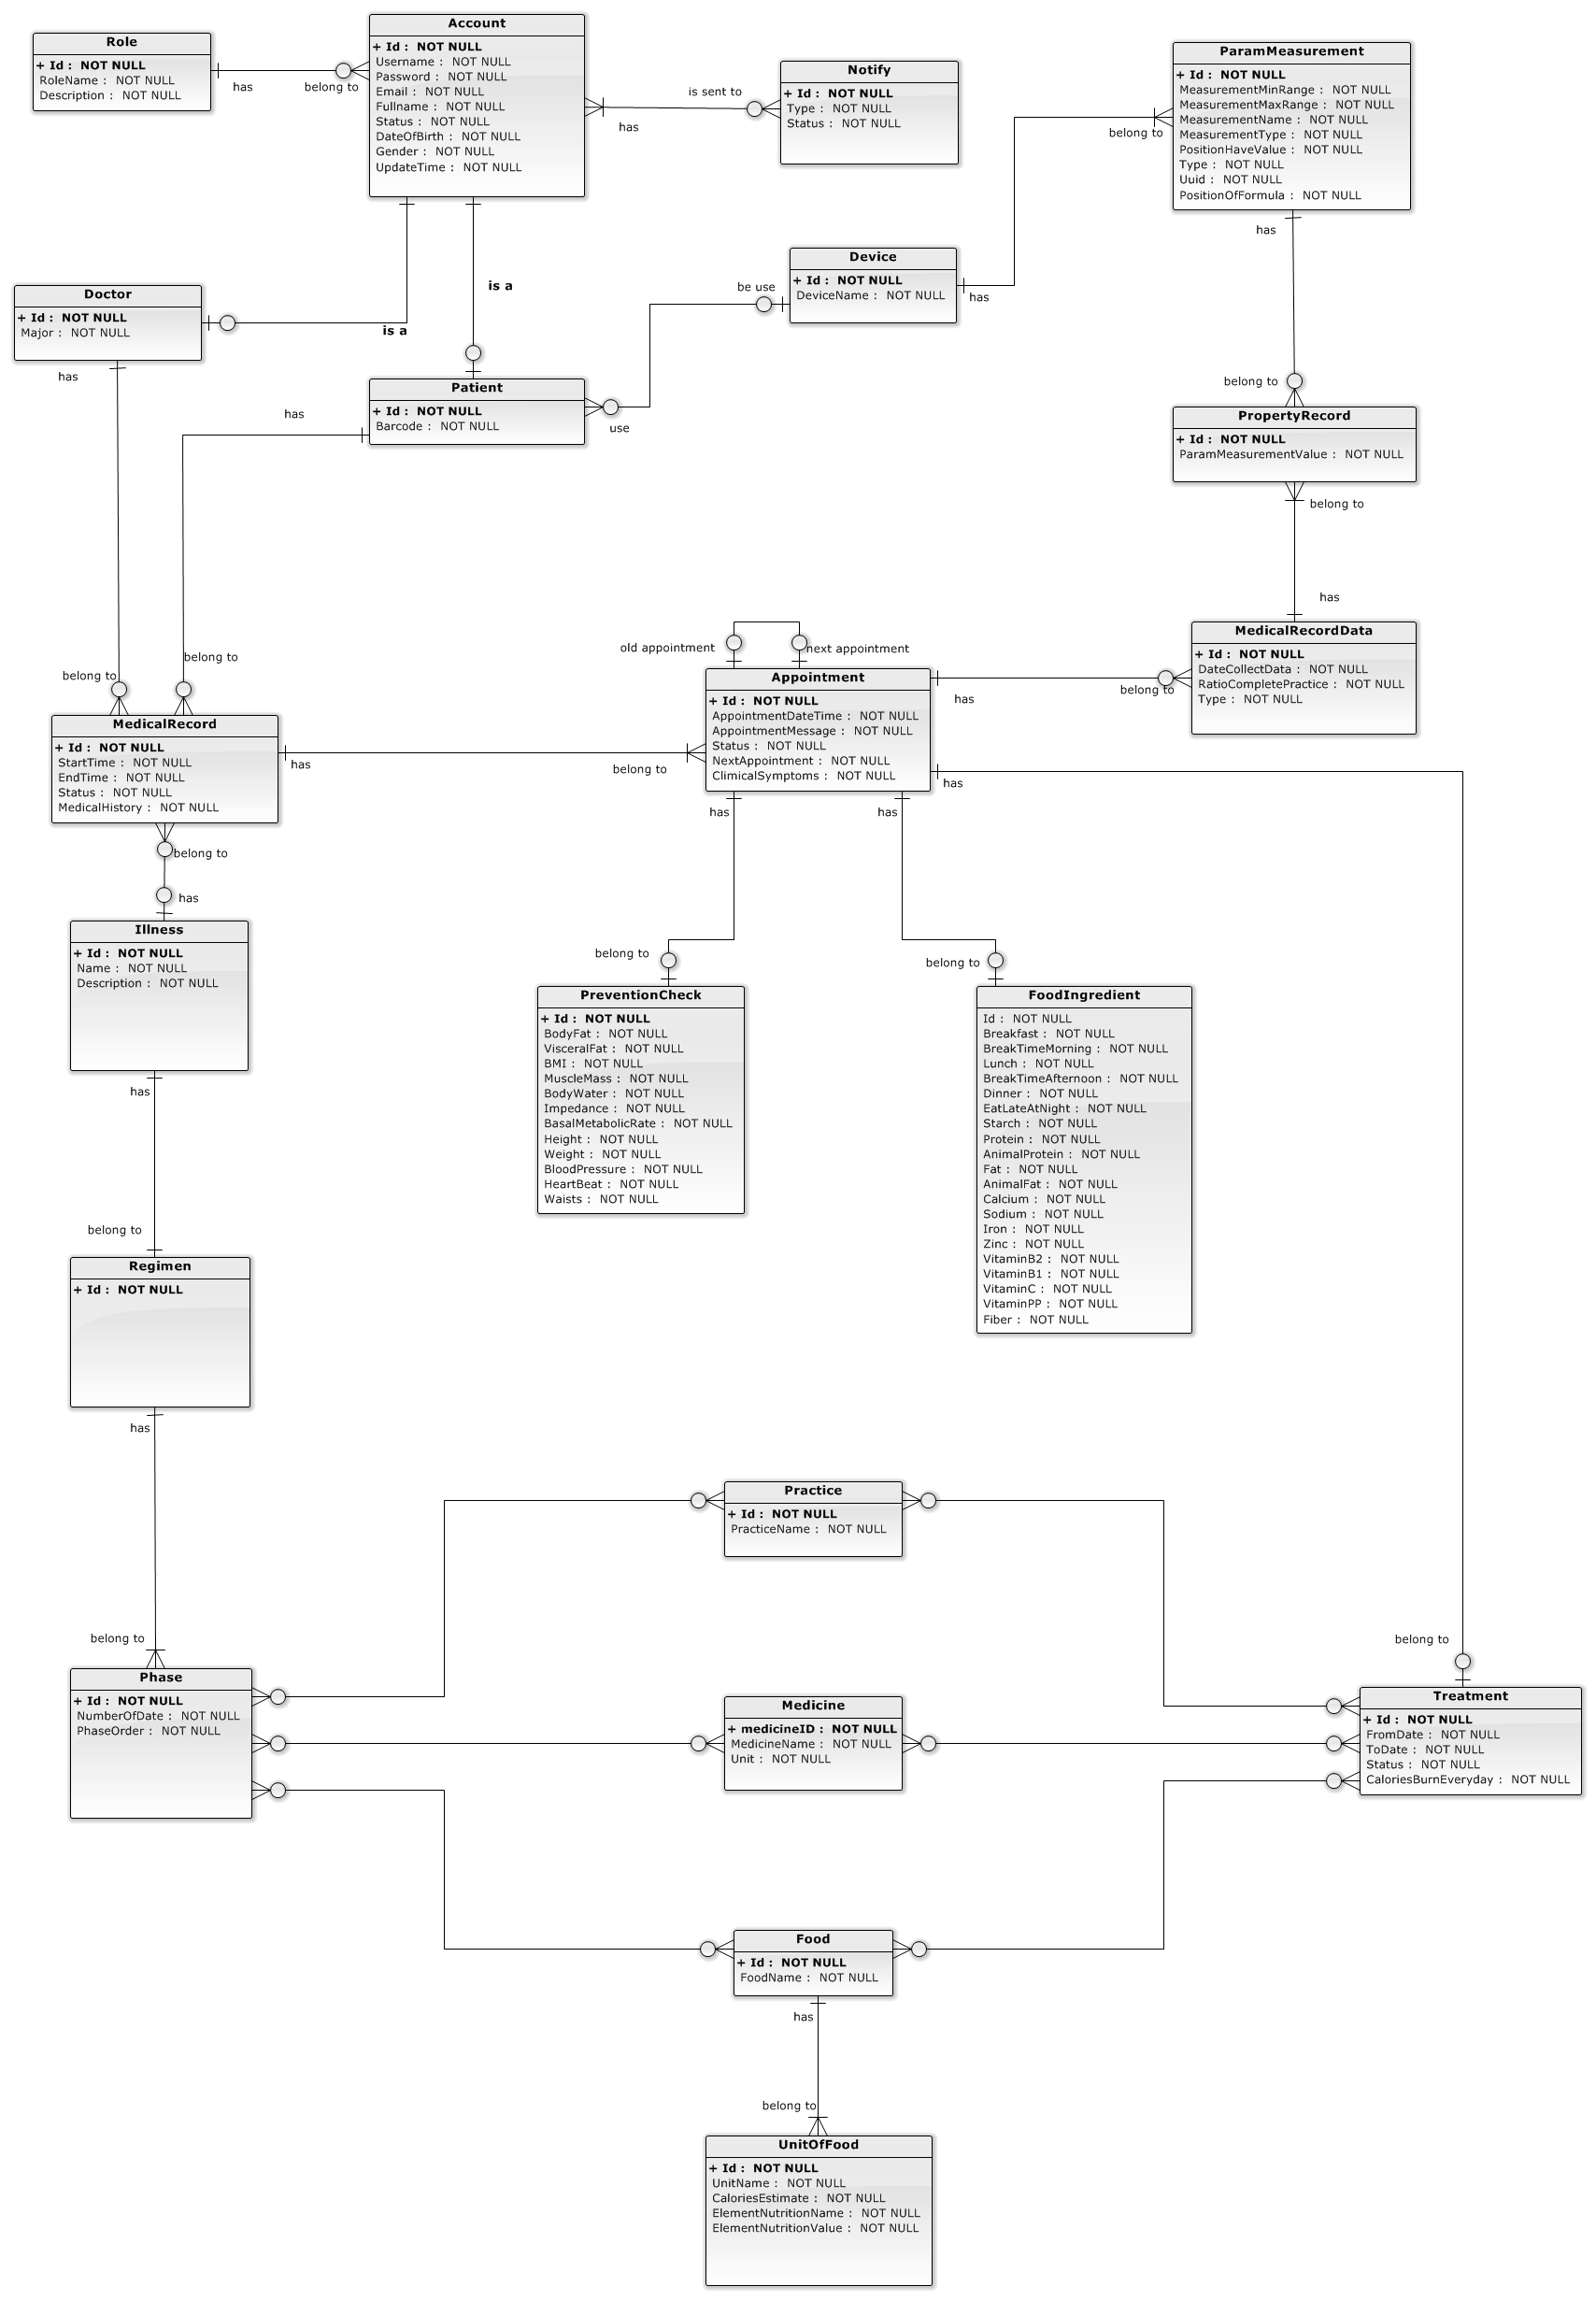 Role
+ Id : NOT NULL
RoleName : NOT NULL
Description : NOT NULL
has
belong to
Account
+ Id : NOT NULL
Username : NOT NULL
Password : NOT NULL
Email : NOT NULL
Fullname : NOT NULL
Status : NOT NULL
DateOfBirth : NOT NULL
Gender : NOT NULL
UpdateTime : NOT NULL
is sent to
has
Notify
+ Id : NOT NULL
Type : NOT NULL
Status : NOT NULL
ParamMeasurement
+ Id : NOT NULL
MeasurementMinRange : NOT NULL
MeasurementMaxRange : NOT NULL
MeasurementName : NOT NULL
MeasurementType : NOT NULL
PositionHaveValue : NOT NULL
Type : NOT NULL
Uuid : NOT NULL
PositionOfFormula : NOT NULL
belong to
has
Device
+ Id : NOT NULL
DeviceName : NOT NULL
has
be use
is a
Doctor
+ Id : NOT NULL
Major : NOT NULL
is a
has
Patient
+ Id : NOT NULL
Barcode : NOT NULL
has
use
belong to
PropertyRecord
+ Id : NOT NULL
ParamMeasurementValue : NOT NULL
belong to
has
MedicalRecordData
+ Id : NOT NULL
DateCollectData : NOT NULL
RatioCompletePractice : NOT NULL
Type : NOT NULL
old appointment
next appointment
belong to
belong to
Appointment
+ Id : NOT NULL
AppointmentDateTime : NOT NULL
AppointmentMessage : NOT NULL
Status : NOT NULL
NextAppointment : NOT NULL
ClinicalSymptoms : NOT NULL
has
belong to
MedicalRecord
+ Id : NOT NULL
StartTime : NOT NULL
EndTime : NOT NULL
Status : NOT NULL
MedicalHistory : NOT NULL
has
belong to
has
has
has
belong to
has
Illness
+ Id : NOT NULL
Name : NOT NULL
Description : NOT NULL
has
belong to
belong to
PreventionCheck
+ Id : NOT NULL
BodyFat : NOT NULL
VisceralFat : NOT NULL
BMI : NOT NULL
MuscleMass : NOT NULL
BodyWater : NOT NULL
Impedance : NOT NULL
BasalMetabolicRate : NOT NULL
Height : NOT NULL
Weight : NOT NULL
BloodPressure : NOT NULL
HeartBeat : NOT NULL
Waists : NOT NULL
FoodIngredient
Id : NOT NULL
Breakfast : NOT NULL
BreakTimeMorning : NOT NULL
Lunch : NOT NULL
BreakTimeAfternoon : NOT NULL
Dinner : NOT NULL
EatLateAtNight : NOT NULL
Starch : NOT NULL
Protein : NOT NULL
AnimalProtein : NOT NULL
Fat : NOT NULL
AnimalFat : NOT NULL
Calcium : NOT NULL
Sodium : NOT NULL
Iron : NOT NULL
Zinc : NOT NULL
VitaminB2 : NOT NULL
VitaminB1 : NOT NULL
VitaminC : NOT NULL
VitaminPP : NOT NULL
Fiber : NOT NULL
belong to
Regimen
+ Id : NOT NULL
has
Practice
+ Id : NOT NULL
PracticeName : NOT NULL
belong to
belong to
Phase
+ Id : NOT NULL
NumberOfDate : NOT NULL
PhaseOrder : NOT NULL
Medicine
+ medicineID : NOT NULL
MedicineName : NOT NULL
Unit : NOT NULL
Treatment
+ Id : NOT NULL
FromDate : NOT NULL
ToDate : NOT NULL
Status : NOT NULL
CaloriesBurnEveryday : NOT NULL
Food
+ Id : NOT NULL
FoodName : NOT NULL
has
belong to
UnitOfFood
+ Id : NOT NULL
UnitName : NOT NULL
CaloriesEstimate : NOT NULL
ElementNutritionName : NOT NULL
ElementNutritionValue : NOT NULL